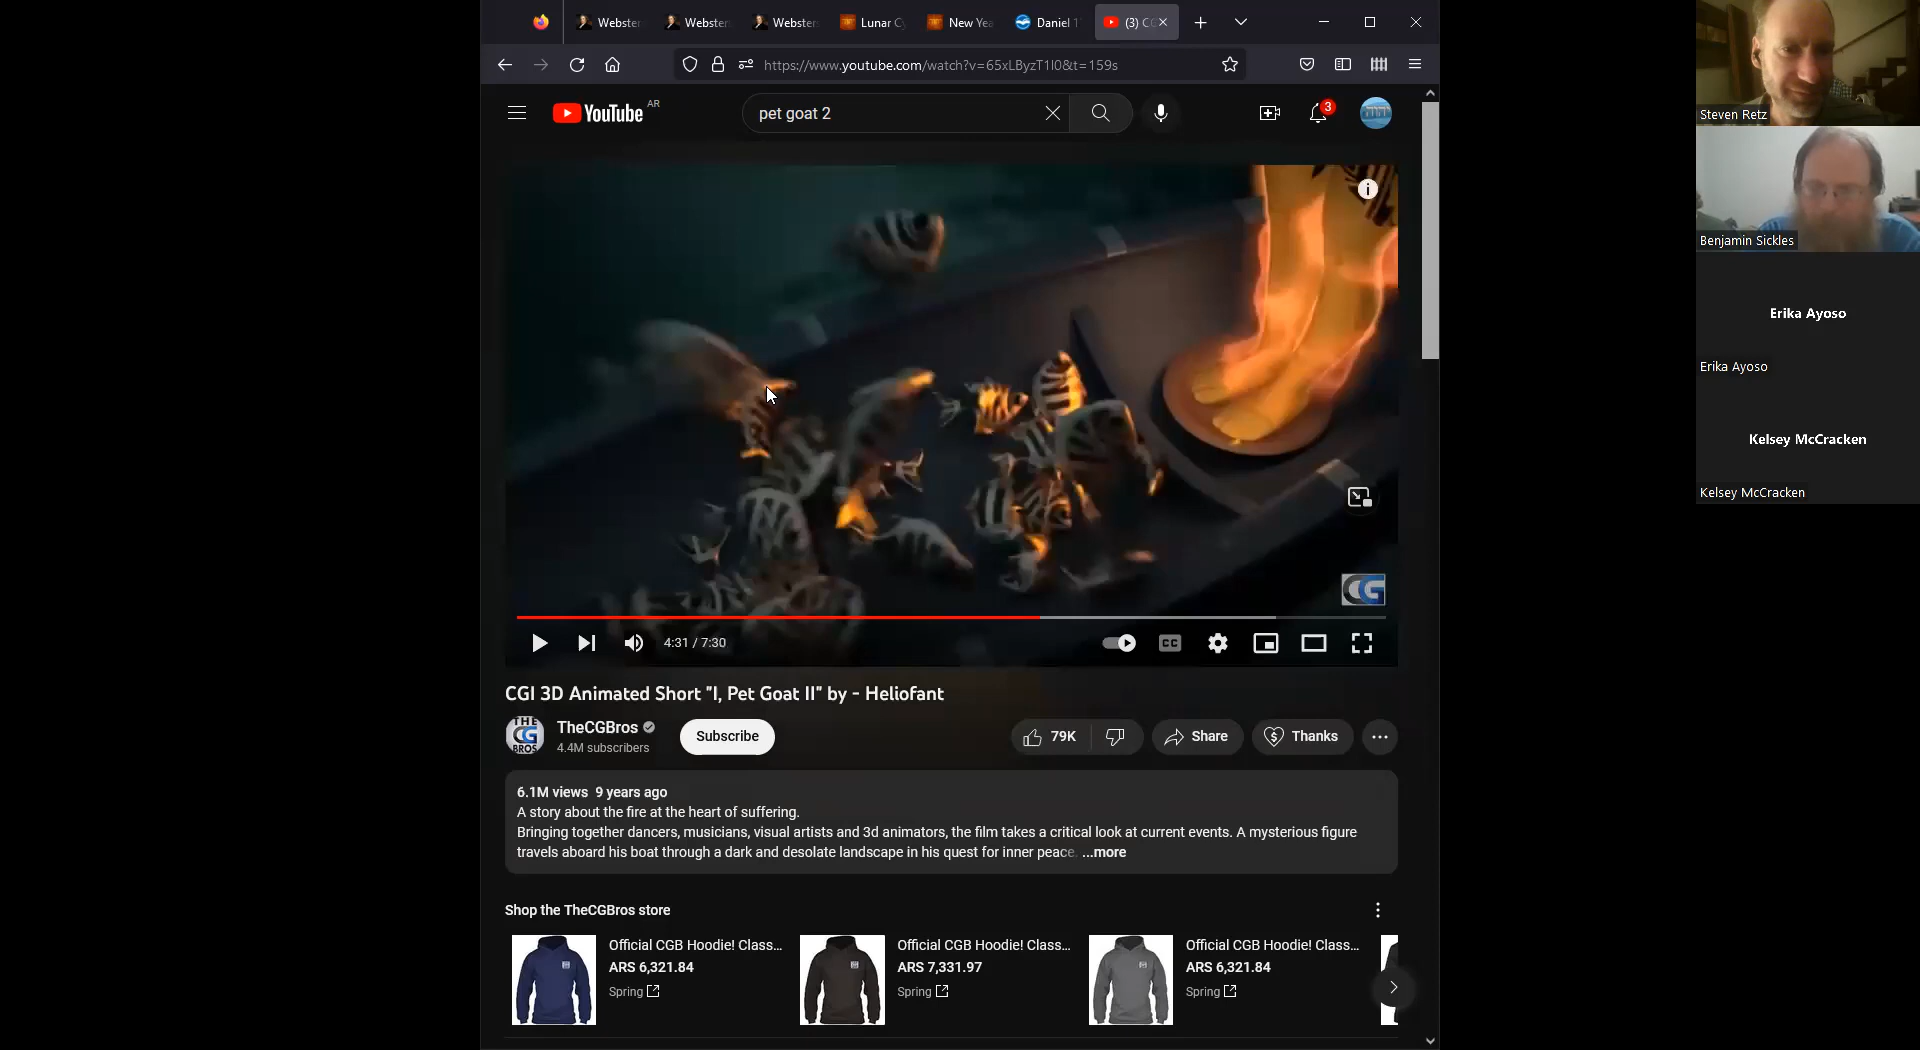 Webster
Webster
Webster
Lunar C
New Yea
Daniel 1
(3) CG
https://www.youtube.com/watch?v=65xLByzT1I0&t=159s
YouTube AR
pet goat 2
3
CG
4:31 / 7:30
CC
CGI 3D Animated Short "I, Pet Goat II" by - Heliofant
THE CG BROS
TheCGBros
4.4M subscribers
Subscribe
79K
Share
Thanks
6.1M views 9 years ago
A story about the fire at the heart of suffering.
Bringing together dancers, musicians, visual artists and 3d animators, the film takes a critical look at current events. A mysterious figure
travels aboard his boat through a dark and desolate landscape in his quest for inner peace. ...more
Shop the TheCGBros store
Official CGB Hoodie! Class...
ARS 6,321.84
Spring
Official CGB Hoodie! Class...
ARS 7,331.97
Spring
Official CGB Hoodie! Class...
ARS 6,321.84
Spring
Steven Retz
Benjamin Sickles
Erika Ayoso
Erika Ayoso
Kelsey McCracken
Kelsey McCracken